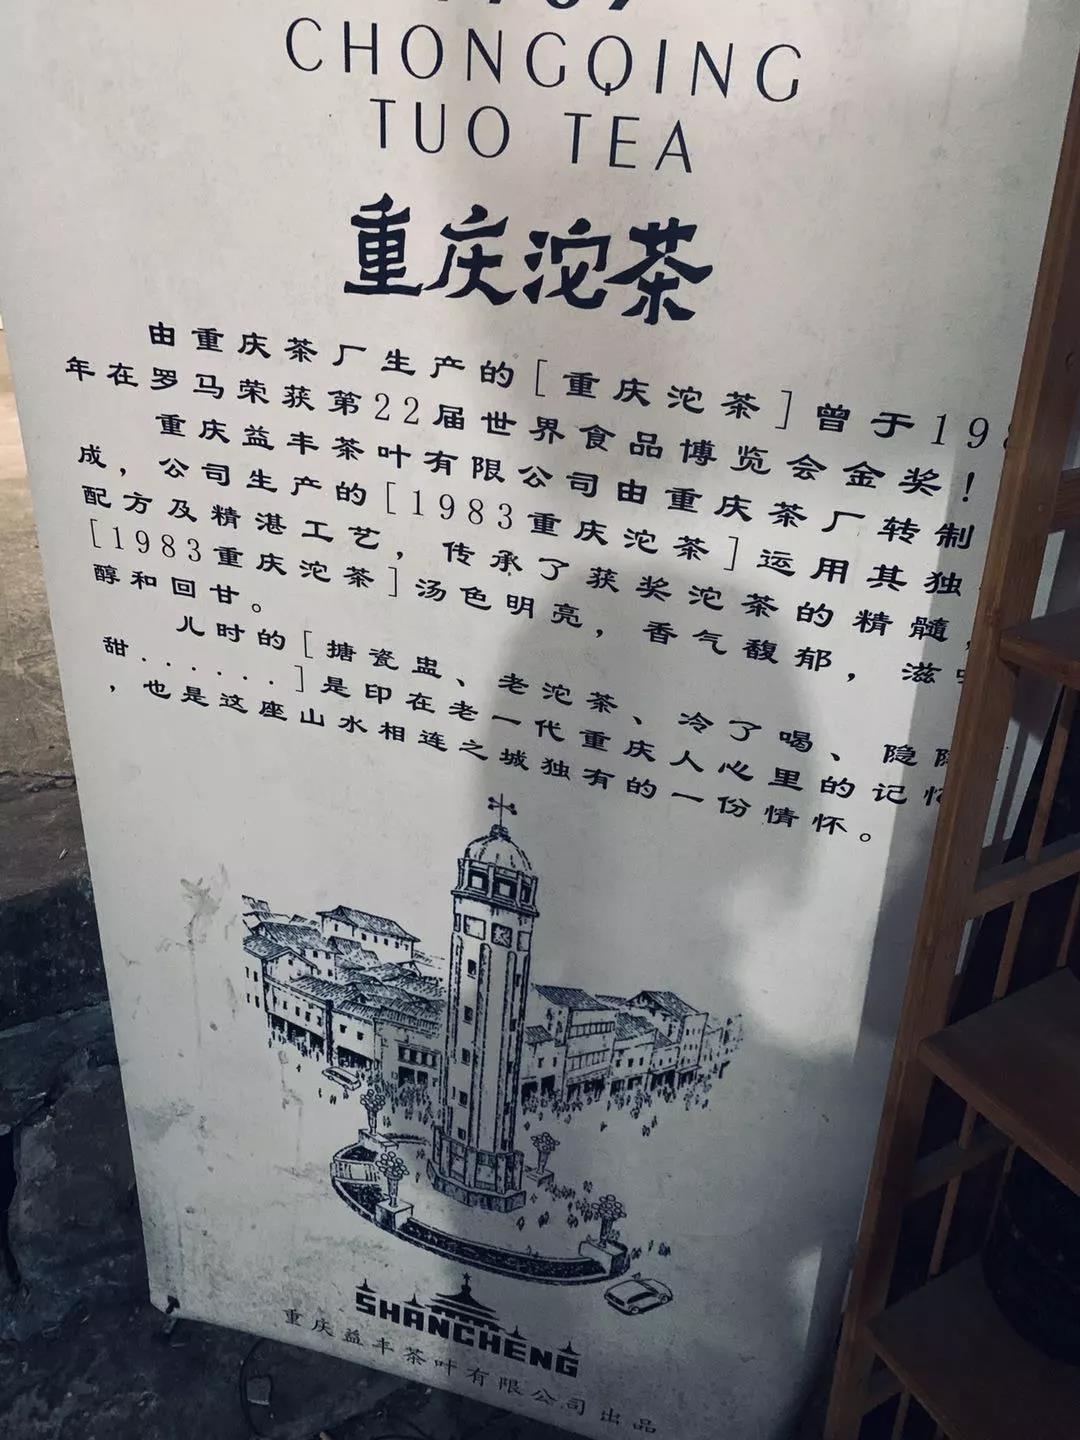 CHONGQING
TUO TEA
重庆沱茶
由重庆茶厂生产的[重庆沱茶]曾于198
年在罗马荣获第22届世界食品博览会金奖!
重庆益丰茶叶有限公司由重庆茶厂转制
成，公司生产的[1983重庆沱茶]运用其独
配方及精湛工艺，传承了获奖沱茶的精髓，
[1983重庆沱茶]汤色明亮，香气馥郁，滋
醇和回甘。
儿时的[搪瓷盅、老沱茶、冷了喝、隐
甜......]是印在老一代重庆人心里的记忆
，也是这座山水相连之城独有的一份情怀。
SHANCHENG
重庆益丰茶叶有限公司出品